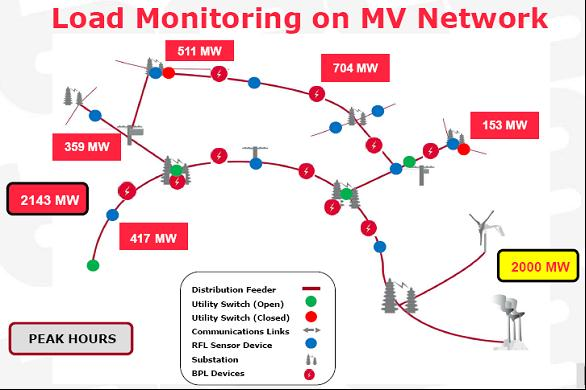 Load Monitoring on MV Network
511 MW
704 MW
153 MW
359 MW
2143 MW
417 MW
2000 MW
PEAK HOURS
Distribution Feeder
Utility Switch (Open)
Utility Switch (Closed)
Communications Links
RFL Sensor Device
Substation
BPL Devices